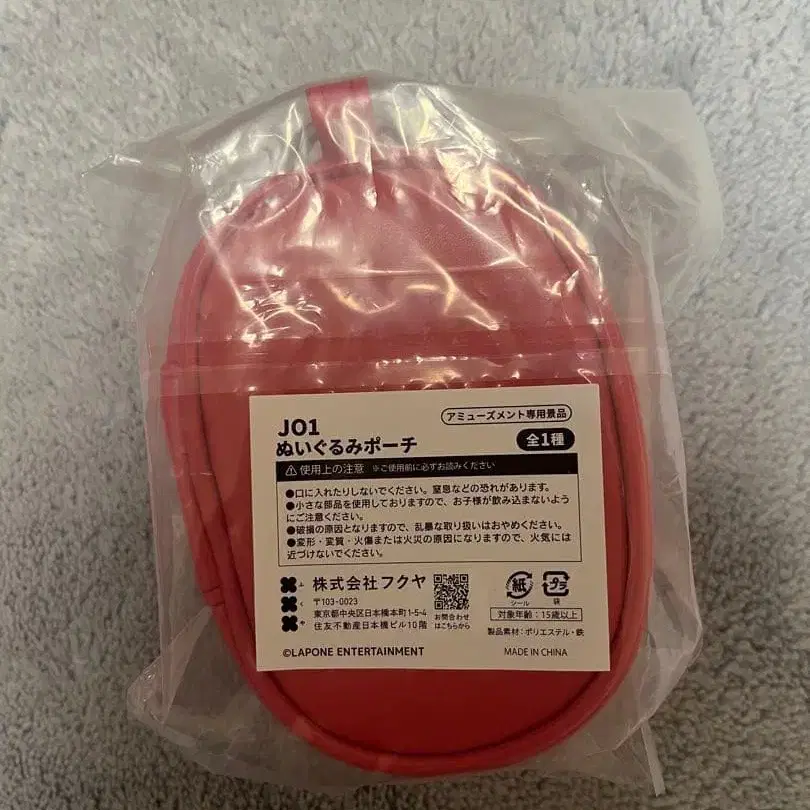 JO1
アミューズメント専用景品
ぬいぐるみポーチ
全1種
使用上の注意 ※ご使用前に必ずお読みください
●口に入れたりしないでください。窒息などの恐れがあります。
●小さな部品を使用しておりますので、お子様が飲み込まないよう
にご注意ください。
●破損の原因となりますので、乱暴な取り扱いはおやめください。
●変形・変質・火傷または火災の原因になりますので、火気には
近づけないでください。
ふくや
株式会社フクヤ
〒103-0023
東京都中央区日本橋本町1-5-4
住友不動産日本橋ビル10階
お問合わせ
はこちらから
紙
シール
プラ
袋
対象年齢：15歳以上
製品素材：ポリエステル・鉄
©LAPONE ENTERTAINMENT
MADE IN CHINA